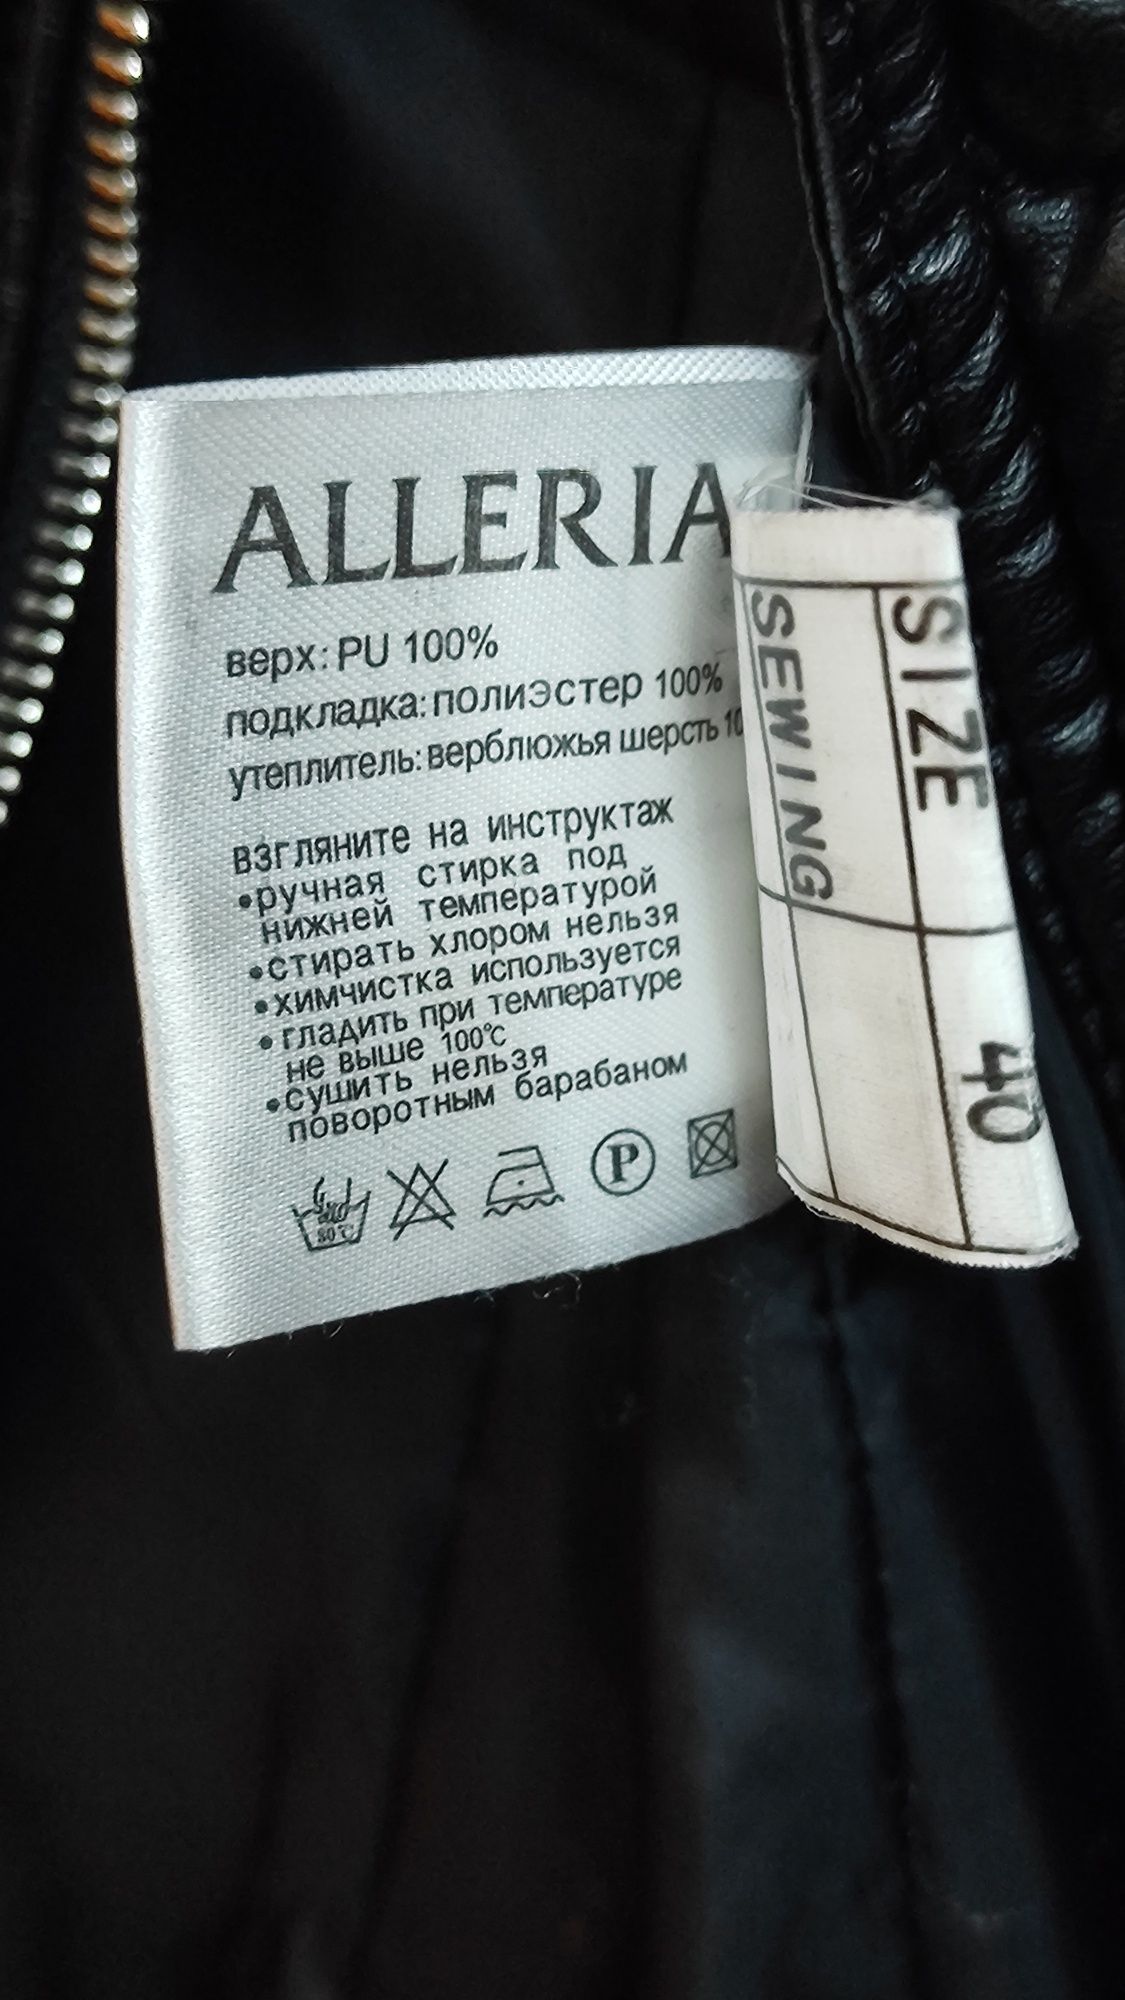 ALLERIA
верх: PU 100%
подкладка: полиэстер 100%
утеплитель: верблюжья шерсть 10
взгляните на инструктаж
•ручная стирка под
нижней температурой
•стирать хлором нельзя
•химчистка используется
•гладить при температуре
не выше 100°C
•сушить нельзя
поворотным барабаном
P
SIZE 40
SEWING